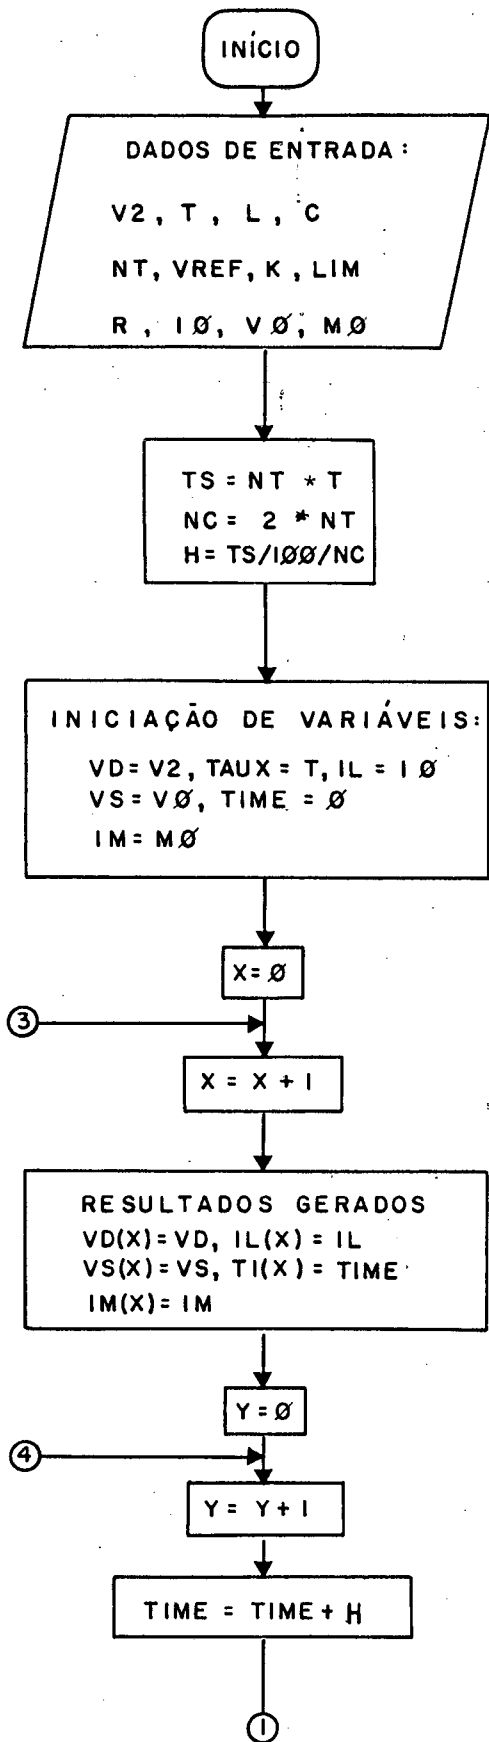 INÍCIO
DADOS DE ENTRADA:
V2, T, L, C
NT, VREF, K, LIM
R, IØ, VØ, MØ
TS = NT * T
NC = 2 * NT
H = TS/1ØØ/NC
INICIAÇÃO DE VARIÁVEIS:
VD = V2, TAUX = T, IL = IØ
VS = VØ, TIME = Ø
IM = MØ
X = Ø
3
X = X + 1
RESULTADOS GERADOS
VD(X) = VD, IL(X) = IL
VS(X) = VS, TI(X) = TIME
IM(X) = IM
Y = Ø
4
Y = Y + 1
TIME = TIME + H
1